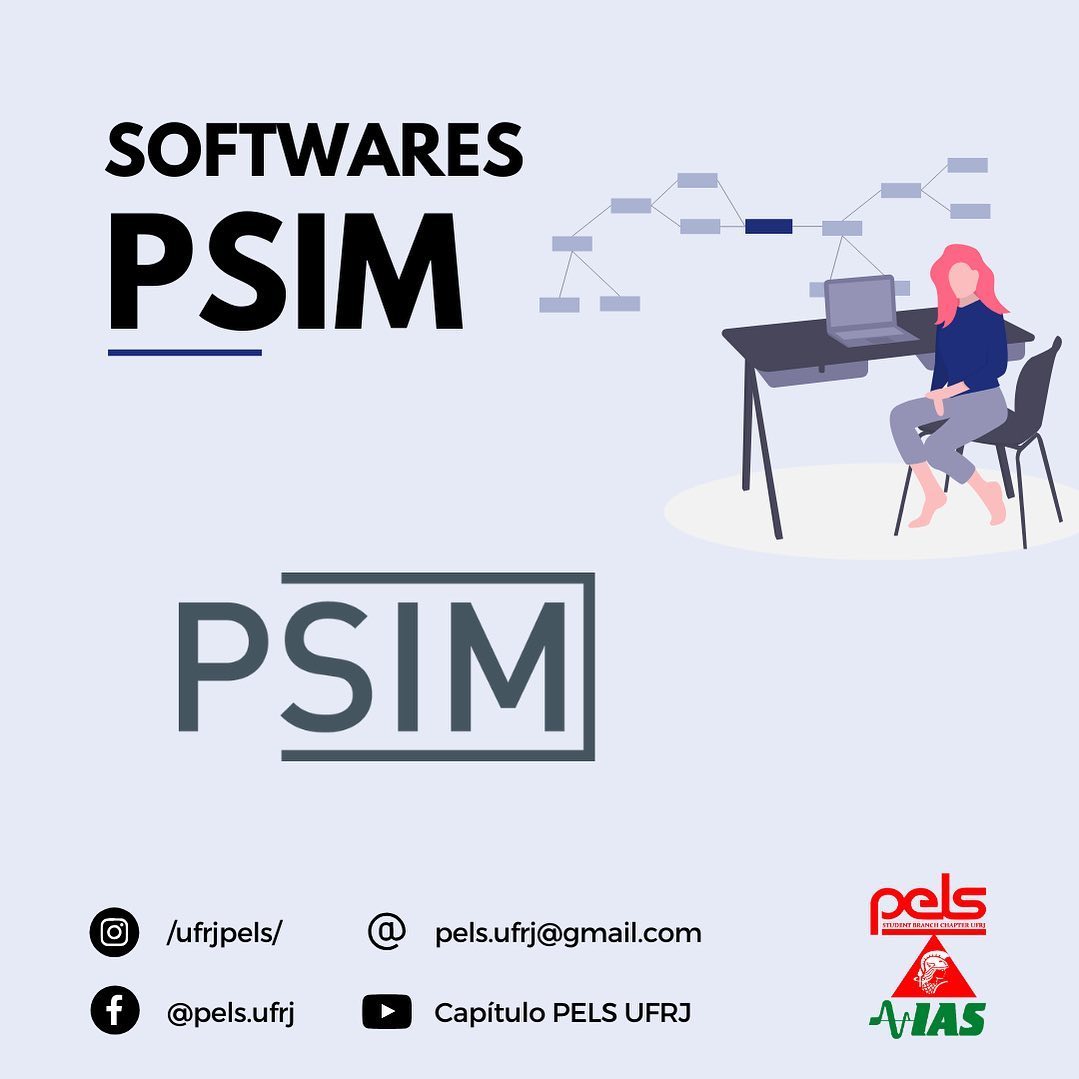 SOFTWARES
PSIM
PSIM
/ufrjpels/
pels.ufrj@gmail.com
@pels.ufrj
Capítulo PELS UFRJ
pels
STUDENT BRANCH CHAPTER UFRJ
IAS